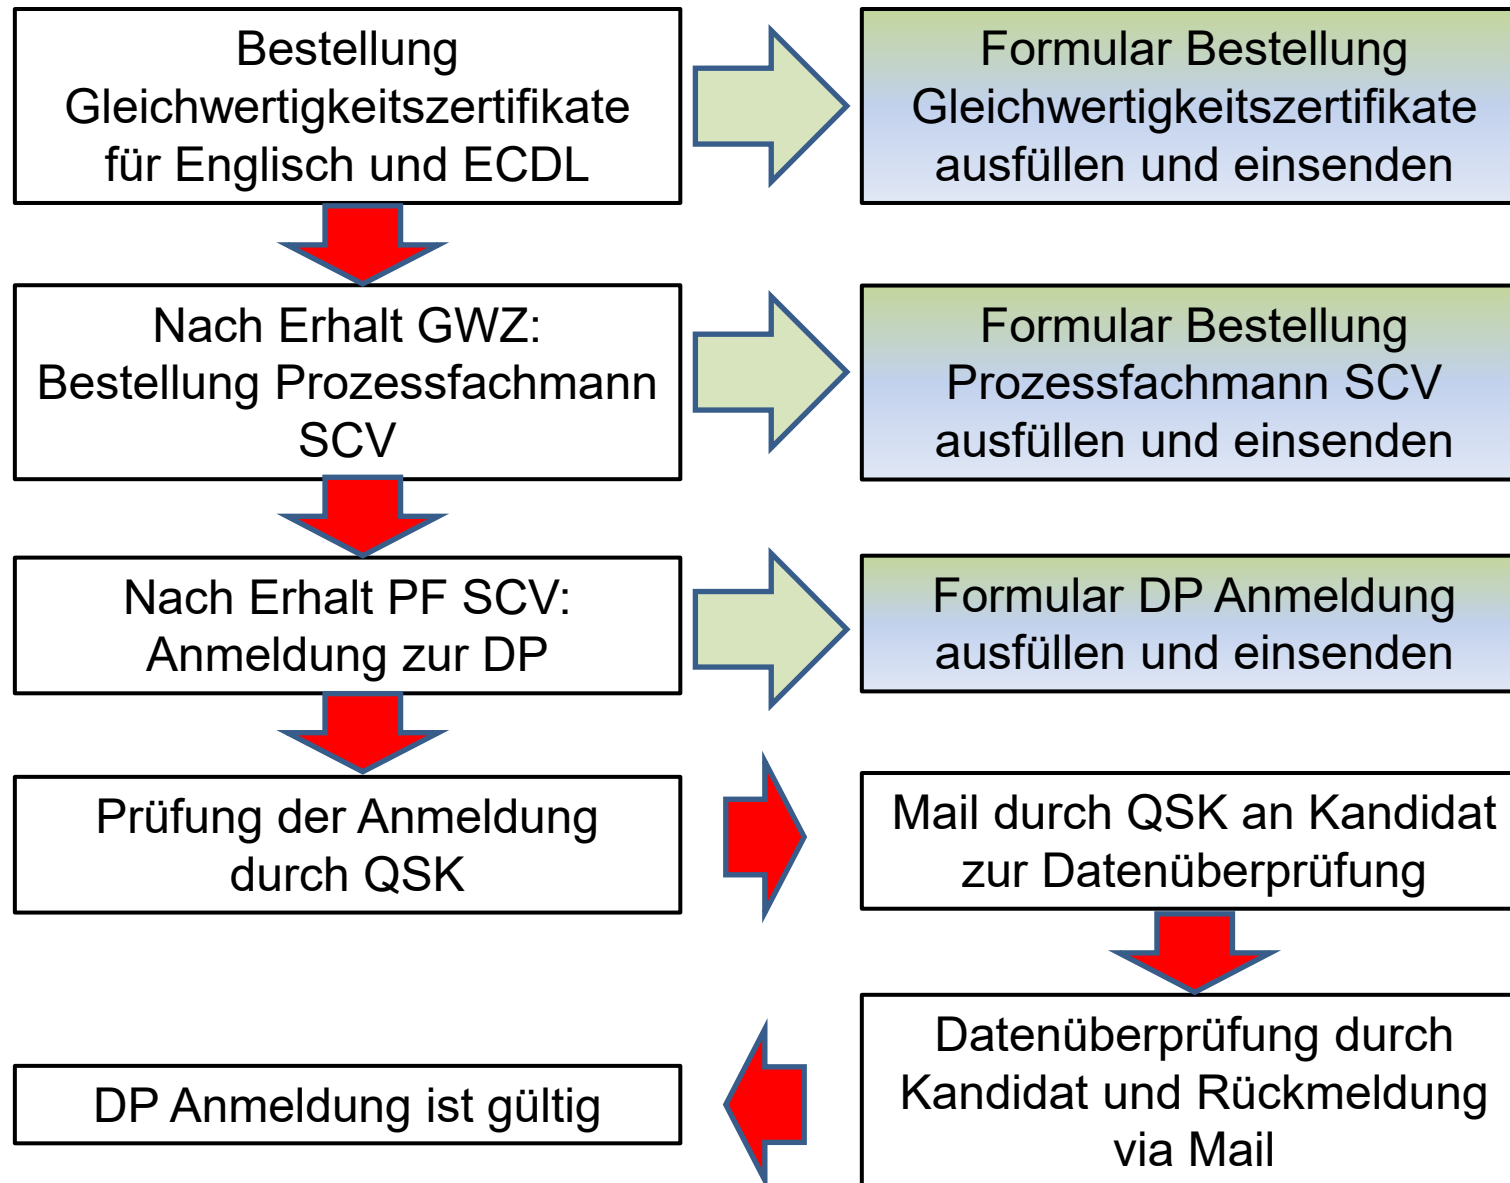 Bestellung
Gleichwertigkeitszertifikate
für Englisch und ECDL
Formular Bestellung
Gleichwertigkeitszertifikate
ausfüllen und einsenden
Nach Erhalt GWZ:
Bestellung Prozessfachmann
SCV
Formular Bestellung
Prozessfachmann SCV
ausfüllen und einsenden
Nach Erhalt PF SCV:
Anmeldung zur DP
Formular DP Anmeldung
ausfüllen und einsenden
Prüfung der Anmeldung
durch QSK
Mail durch QSK an Kandidat
zur Datenüberprüfung
Datenüberprüfung durch
Kandidat und Rückmeldung
via Mail
DP Anmeldung ist gültig